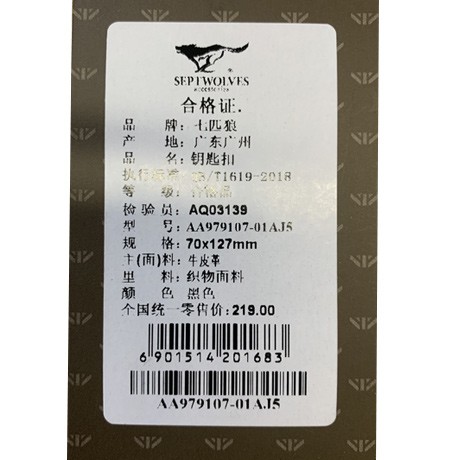 SEPTWOLVES
accessories
合格证.
品 牌: 七匹狼
产 地: 广东广州
品 名: 钥匙扣
执行标准: QB/T1619-2018
等 级: 合格品
检验员: AQ03139
型 号: AA979107-01AJ5
规 格: 70x127mm
主(面)料: 牛皮革
里 料: 织物面料
颜 色 黑色
全国统一零售价: 219.00
6 901514 201683
AA979107-01AJ5